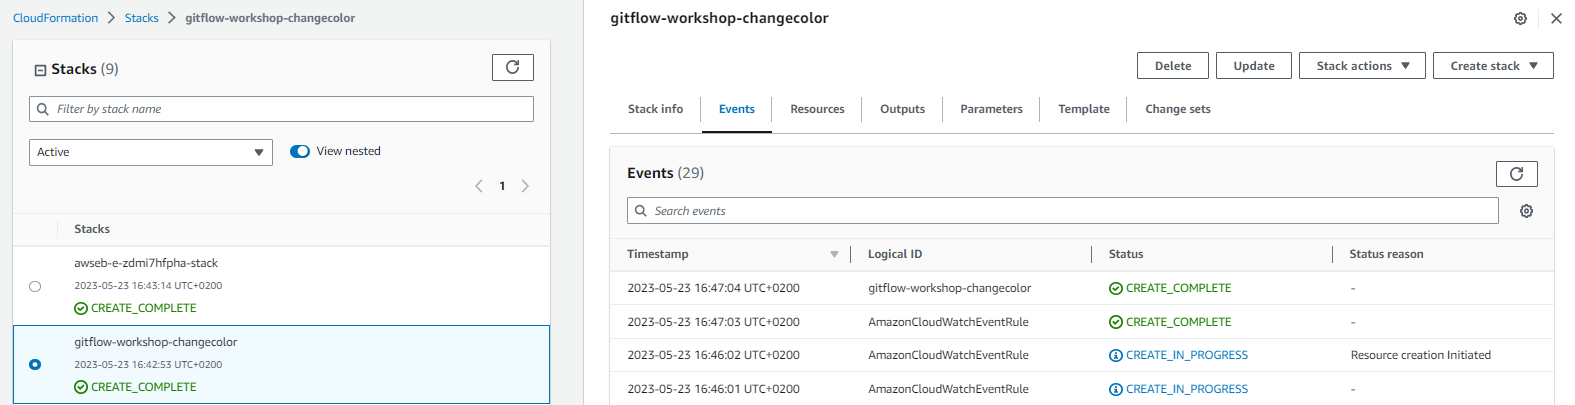 CloudFormation > Stacks > gitflow-workshop-changecolor
Stacks (9)
Filter by stack name
Active
View nested
1
Stacks
awseb-e-zdmi7hfpha-stack
2023-05-23 16:43:14 UTC+0200
CREATE_COMPLETE
gitflow-workshop-changecolor
2023-05-23 16:42:53 UTC+0200
CREATE_COMPLETE
gitflow-workshop-changecolor
Delete Update Stack actions Create stack
Stack info Events Resources Outputs Parameters Template Change sets
Events (29)
Search events
Timestamp Logical ID Status Status reason
2023-05-23 16:47:04 UTC+0200 gitflow-workshop-changecolor CREATE_COMPLETE -
2023-05-23 16:47:03 UTC+0200 AmazonCloudWatchEventRule CREATE_COMPLETE -
2023-05-23 16:46:02 UTC+0200 AmazonCloudWatchEventRule CREATE_IN_PROGRESS Resource creation Initiated
2023-05-23 16:46:01 UTC+0200 AmazonCloudWatchEventRule CREATE_IN_PROGRESS -